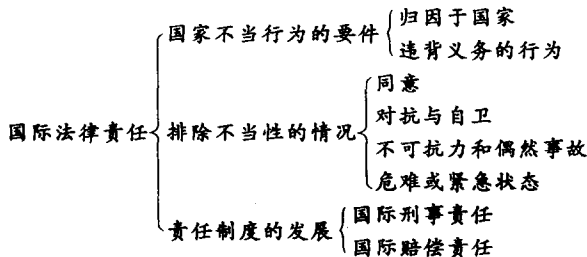 国际法律责任
国家不当行为的要件
归因于国家
违背义务的行为
排除不当性的情况
同意
对抗与自卫
不可抗力和偶然事故
危难或紧急状态
责任制度的发展
国际刑事责任
国际赔偿责任